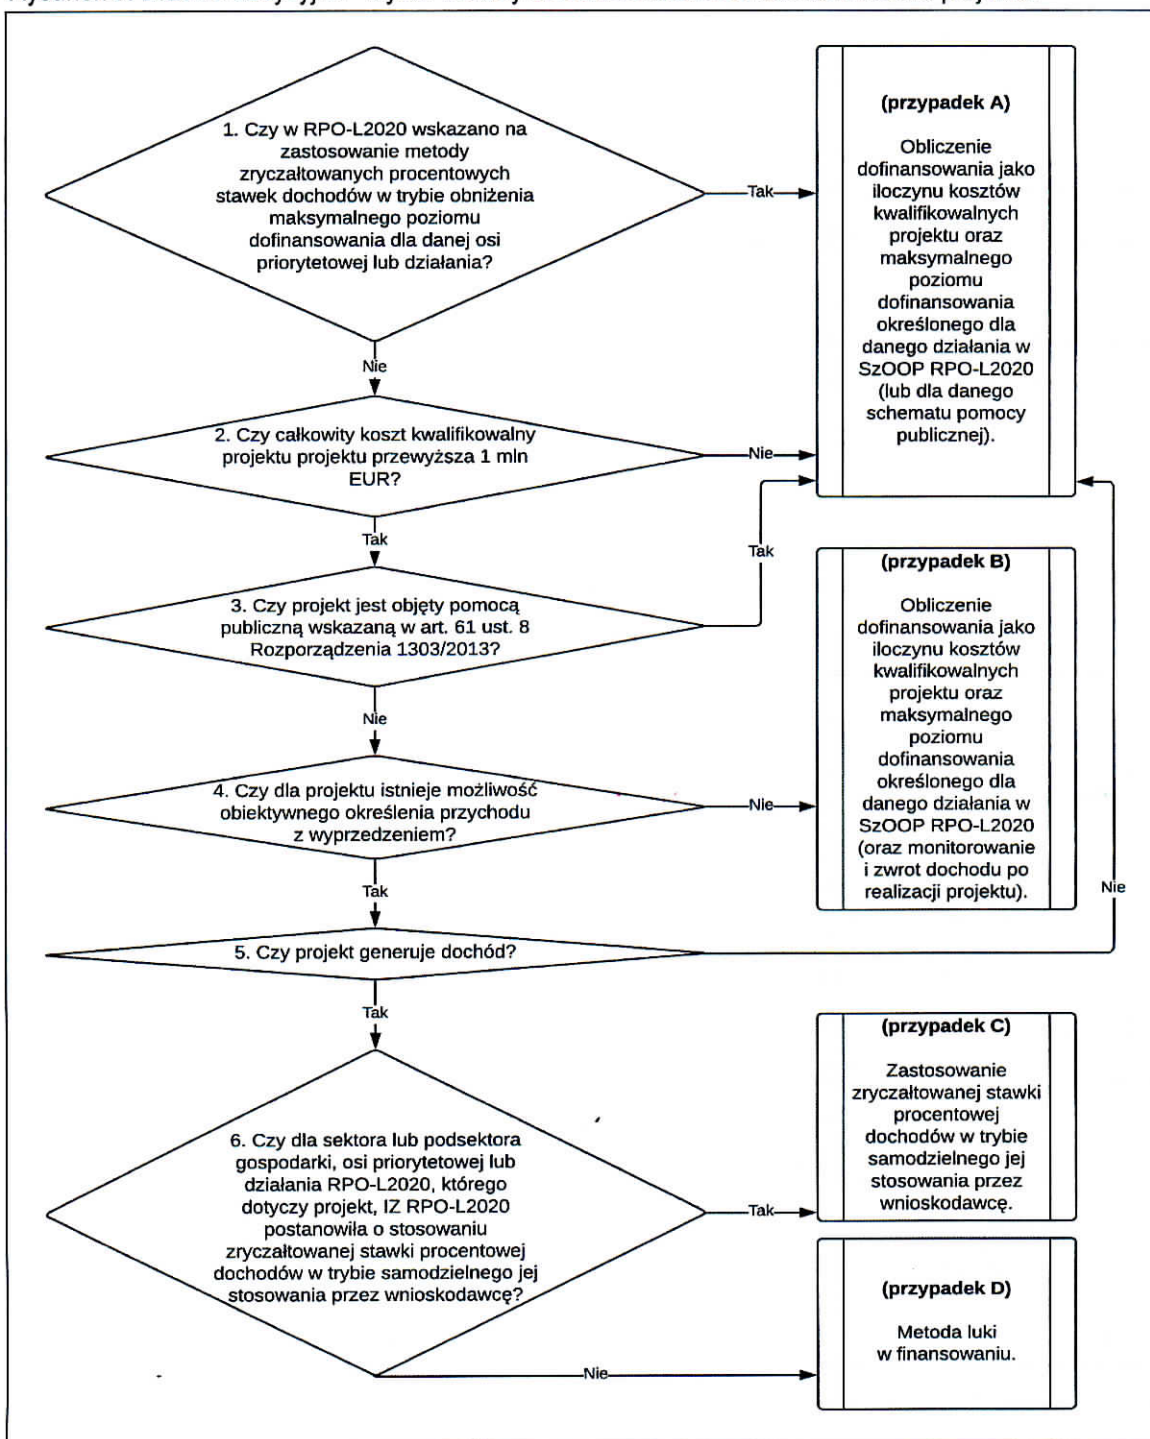 1. Czy w RPO-L2020 wskazano na
zastosowanie metody
zryczałtowanych procentowych
stawek dochodów w trybie obniżenia
maksymalnego poziomu
dofinansowania dla danej osi
priorytetowej lub działania?
Tak
(przypadek A)
Obliczenie
dofinansowania jako
iloczynu kosztów
kwalifikowalnych
projektu oraz
maksymalnego
poziomu
dofinansowania
określonego dla
danego działania w
SzOOP RPO-L2020
(lub dla danego
schematu pomocy
publicznej).
Nie
2. Czy całkowity koszt kwalifikowalny
projektu projektu przewyższa 1 mln
EUR?
Nie
Tak
3. Czy projekt jest objęty pomocą
publiczną wskazaną w art. 61 ust. 8
Rozporządzenia 1303/2013?
Tak
Nie
(przypadek B)
Obliczenie
dofinansowania jako
iloczynu kosztów
kwalifikowalnych
projektu oraz
maksymalnego
poziomu
dofinansowania
określonego dla
danego działania w
SzOOP RPO-L2020
(oraz monitorowanie
i zwrot dochodu po
realizacji projektu).
4. Czy dla projektu istnieje możliwość
obiektywnego określenia przychodu
z wyprzedzeniem?
Nie
Tak
5. Czy projekt generuje dochód?
Nie
Tak
(przypadek C)
Zastosowanie
zryczałtowanej stawki
procentowej
dochodów w trybie
samodzielnego jej
stosowania przez
wnioskodawcę.
6. Czy dla sektora lub podsektora
gospodarki, osi priorytetowej lub
działania RPO-L2020, którego
dotyczy projekt, IZ RPO-L2020
postanowiła o stosowaniu
zryczałtowanej stawki procentowej
dochodów w trybie samodzielnego jej
stosowania przez wnioskodawcę?
Tak
Nie
(przypadek D)
Metoda luki
w finansowaniu.